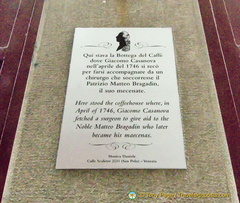 Qui stava la Bottega del Caffè
dove Giacomo Casanova
nell'aprile del 1746 si recò
per farsi accompagnare da un
chirurgo che soccorresse il
Patrizio Matteo Bragadin,
il suo mecenate.
Here stood the coffeehouse where, in
April of 1746, Giacomo Casanova
fetched a surgeon to give aid to the
Noble Matteo Bragadin who later
became his maecenas.